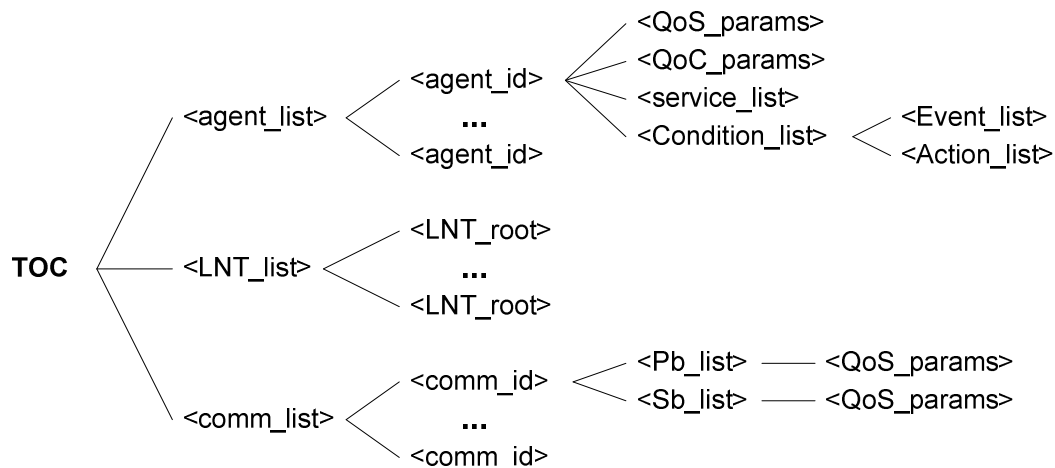 <QoS_params>
<QoC_params>
<agent_id>
<service_list>
<agent_list>
<Event_list>
...
<Condition_list>
<agent_id>
<Action_list>
<LNT_root>
TOC
<LNT_list>
...
<LNT_root>
<Pb_list>
<QoS_params>
<comm_id>
<Sb_list>
<QoS_params>
<comm_list>
...
<comm_id>